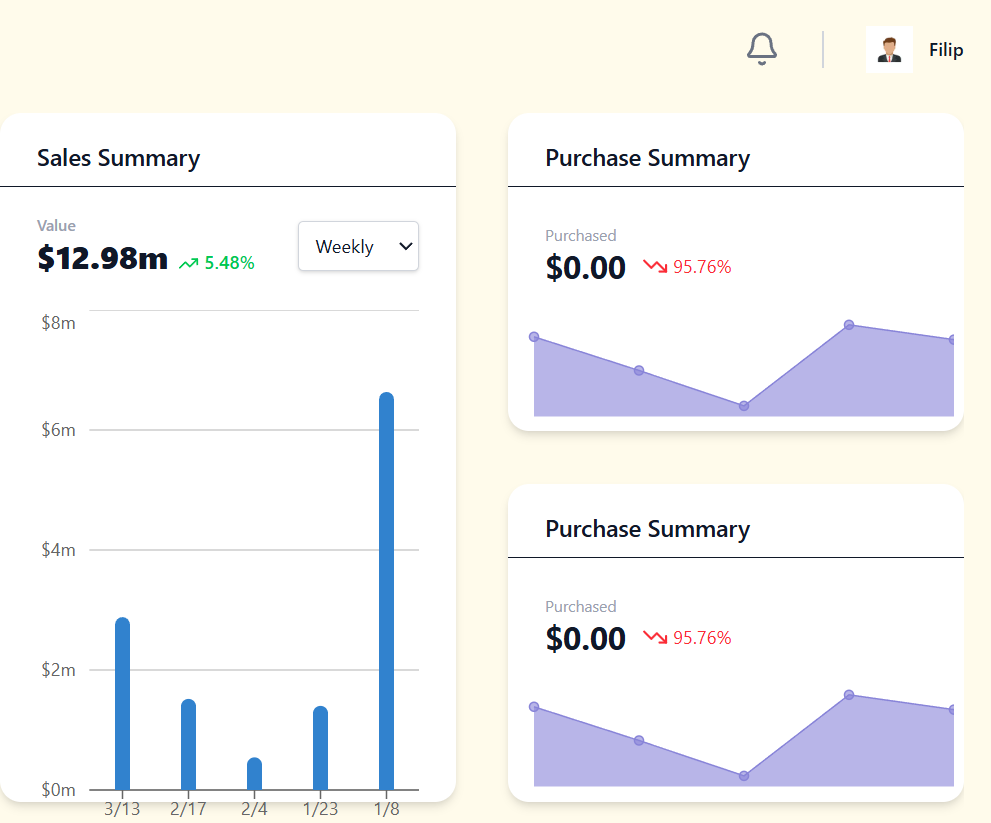 Filip
Sales Summary
Value
$12.98m 5.48%
Weekly
$8m
$6m
$4m
$2m
$0m
3/13 2/17 2/4 1/23 1/8
Purchase Summary
Purchased
$0.00 95.76%
Purchase Summary
Purchased
$0.00 95.76%